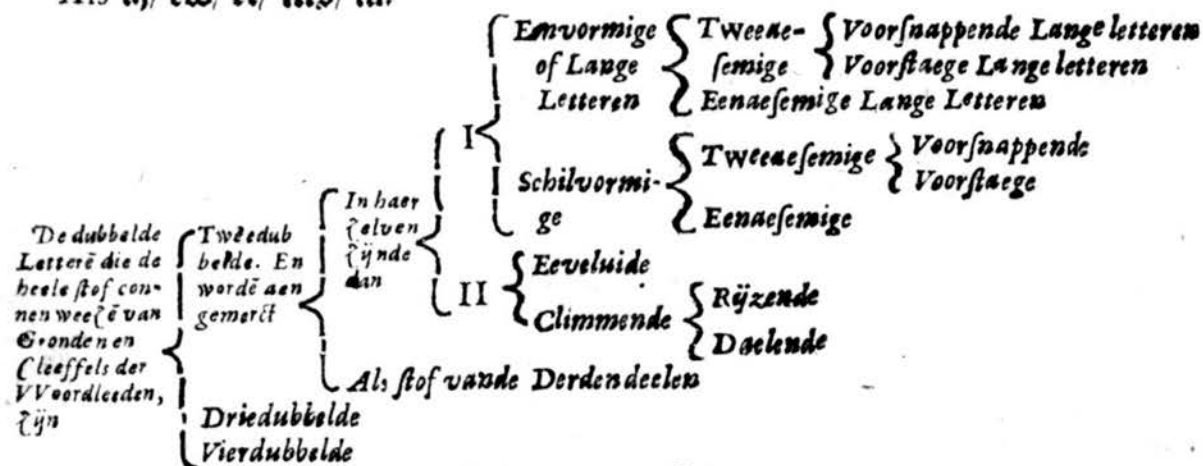 Einvormige
of Lange
Letteren
Tweeae-
ſemige
Voorſnappende Lange letteren
Voorſtaege Lange letteren
Eenaeſemige Lange Letteren
I
Schilvormi-
ge
Tweeaeſemige
Voorſnappende
Voorſtaege
Eenaeſemige
De dubbelde
Letterē die de
heele ſtof con-
nen weezē van
Gronden en
Cleeffels der
VVoordleeden,
zijn
Tweedub
belde. En
wordē aen
gemerct
In haer
zelven
zijnde
dan
II
Eeveluide
Climmende
Rijzende
Daelende
Als ſtof vande Derdendeelen
Driedubbelde
Vierdubbelde